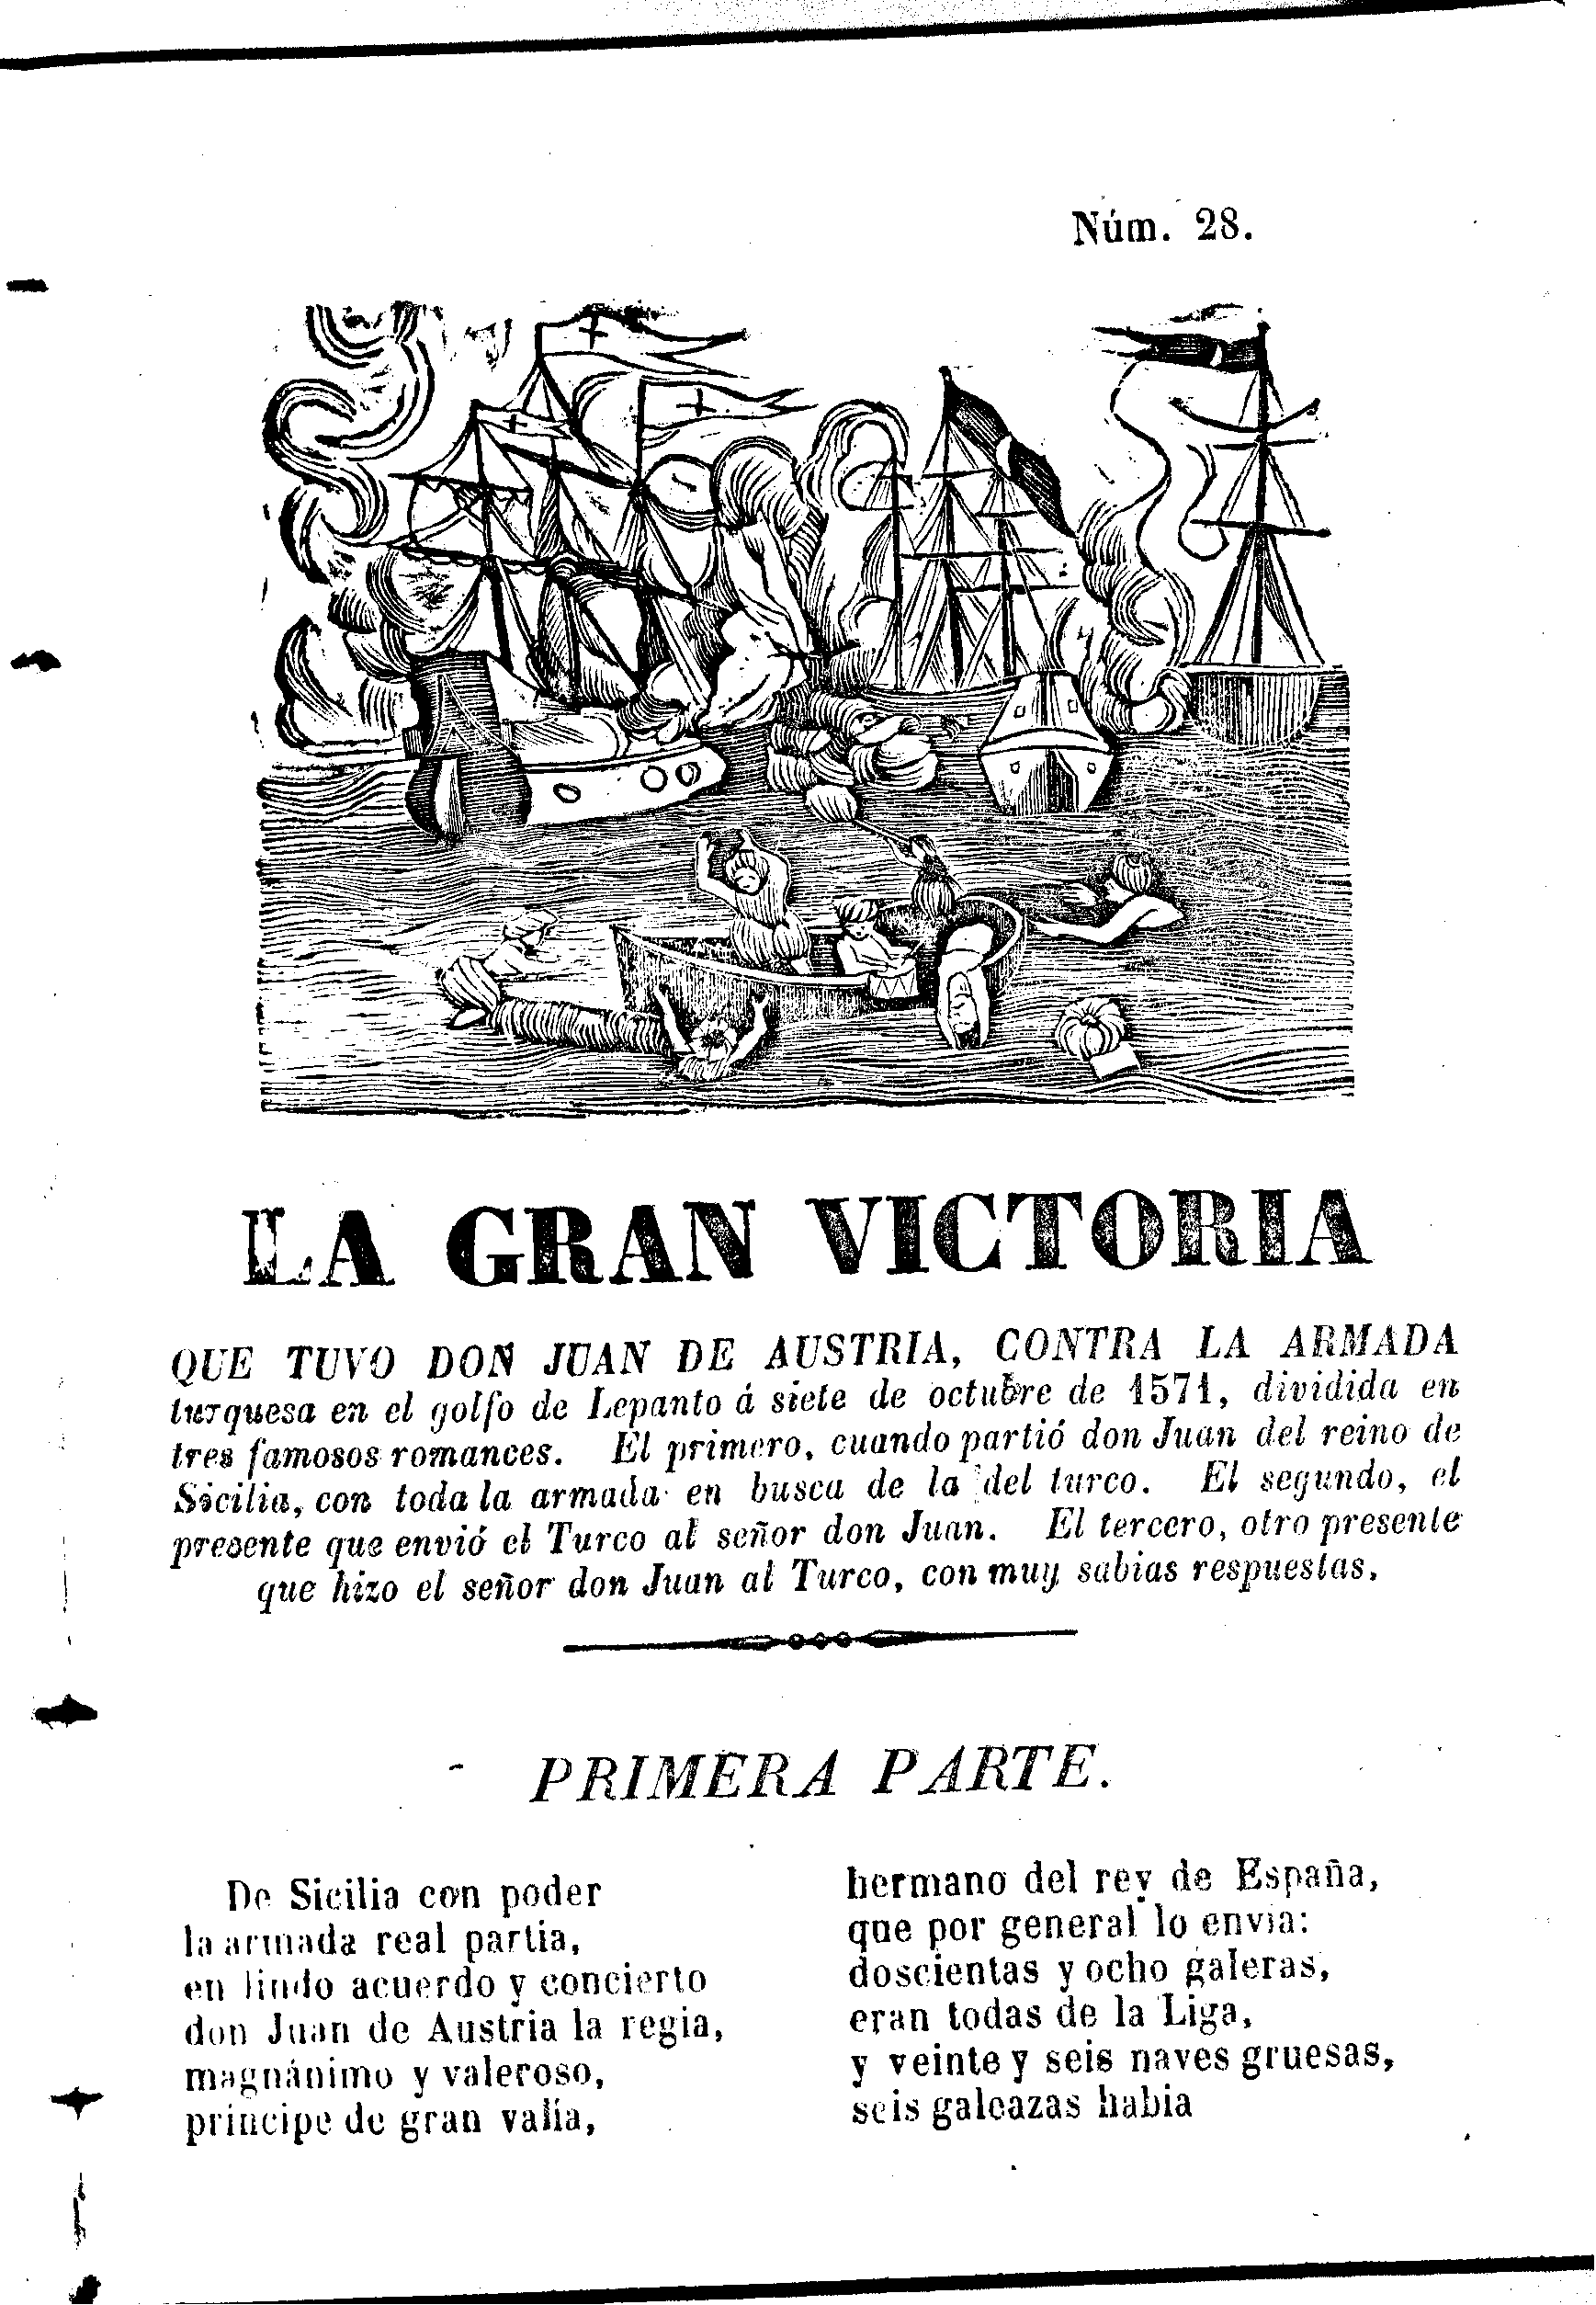 Núm. 28.
LA GRAN VICTORIA
QUE TUVO DON JUAN DE AUSTRIA, CONTRA LA ARMADA
turquesa en el golfo de Lepanto á siete de octubre de 1571, dividida en
tres famosos romances. El primero, cuando partió don Juan del reino de
Sicilia, con toda la armada en busca de la del turco. El segundo, el
presente que envió el Turco al señor don Juan. El tercero, otro presente
que hizo el señor don Juan al Turco, con muy sabias respuestas.
PRIMERA PARTE.
De Sicilia con poder
la armada real partia,
en lindo acuerdo y concierto
don Juan de Austria la regia,
magnánimo y valeroso,
principe de gran valía,
hermano del rey de España,
que por general lo envia:
doscientas y ocho galeras,
eran todas de la Liga,
y veinte y seis naves gruesas,
seis galeazas habia